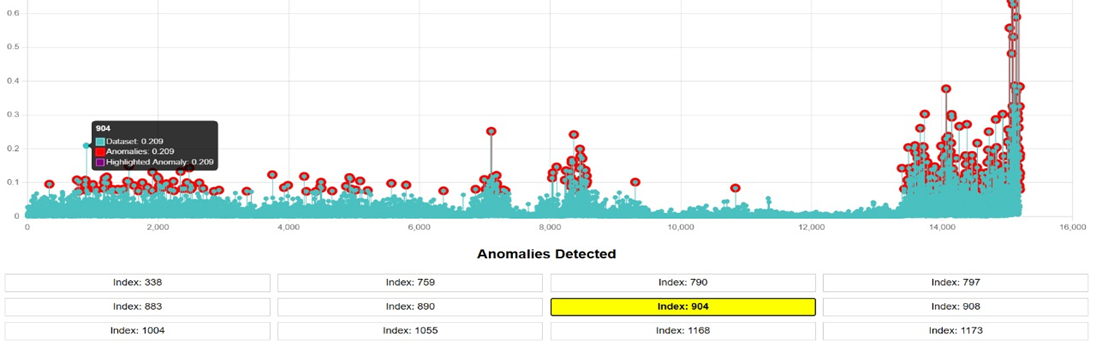 0.6
0.5
0.4
0.3
0.2
0.1
0
904
Dataset: 0.209
Anomalies: 0.209
Highlighted Anomaly: 0.209
0 2,000 4,000 6,000 8,000 10,000 12,000 14,000 16,000
Anomalies Detected
Index: 338 Index: 759 Index: 790 Index: 797
Index: 883 Index: 890 Index: 904 Index: 908
Index: 1004 Index: 1055 Index: 1168 Index: 1173